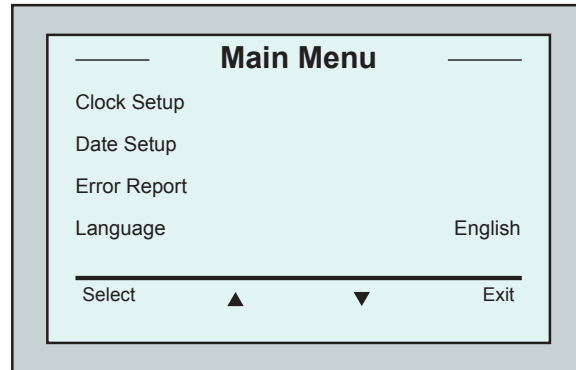 Main Menu
Clock Setup
Date Setup
Error Report
Language English
Select ▲ ▼ Exit